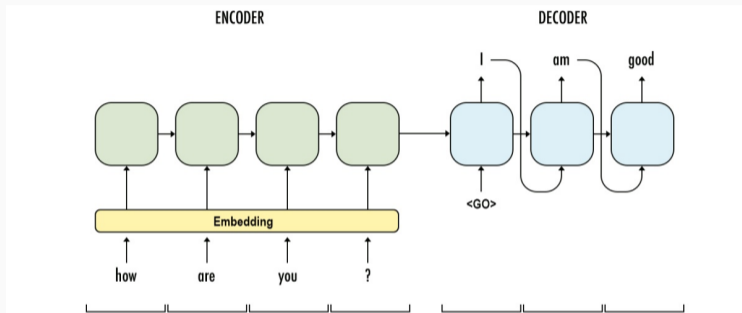 ENCODER DECODER
I am good
<GO>
Embedding
how are you ?